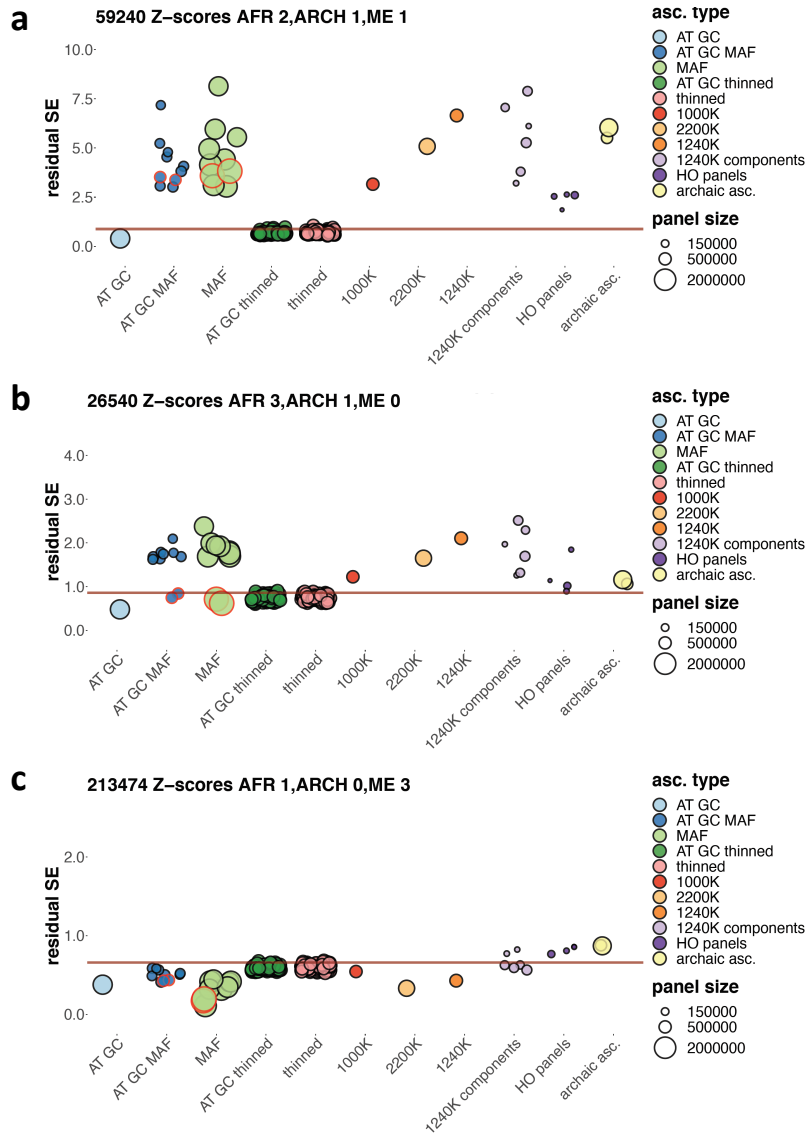 a
59240 Z−scores AFR 2,ARCH 1,ME 1
residual SE
10.0
7.5
5.0
2.5
0.0
AT GC
AT GC MAF
MAF
AT GC thinned
thinned
1000K
2200K
1240K
1240K components
HO panels
archaic asc.
asc. type
AT GC
AT GC MAF
MAF
AT GC thinned
thinned
1000K
2200K
1240K
1240K components
HO panels
archaic asc.
panel size
150000
500000
2000000
b
26540 Z−scores AFR 3,ARCH 1,ME 0
residual SE
4.0
3.0
2.0
1.0
0.0
AT GC
AT GC MAF
MAF
AT GC thinned
thinned
1000K
2200K
1240K
1240K components
HO panels
archaic asc.
asc. type
AT GC
AT GC MAF
MAF
AT GC thinned
thinned
1000K
2200K
1240K
1240K components
HO panels
archaic asc.
panel size
150000
500000
2000000
c
213474 Z−scores AFR 1,ARCH 0,ME 3
residual SE
2.0
1.0
0.0
AT GC
AT GC MAF
MAF
AT GC thinned
thinned
1000K
2200K
1240K
1240K components
HO panels
archaic asc.
asc. type
AT GC
AT GC MAF
MAF
AT GC thinned
thinned
1000K
2200K
1240K
1240K components
HO panels
archaic asc.
panel size
150000
500000
2000000